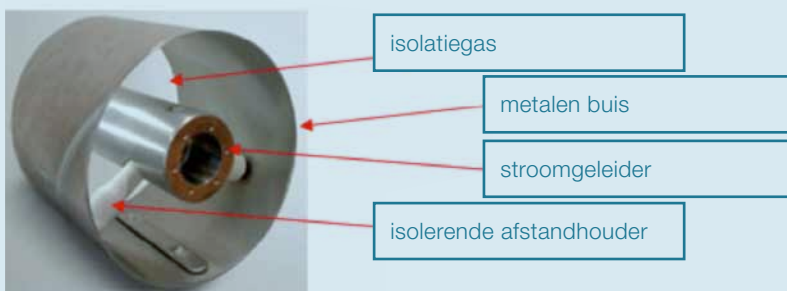 isolatiegas
metalen buis
stroomgeleider
isolerende afstandhouder